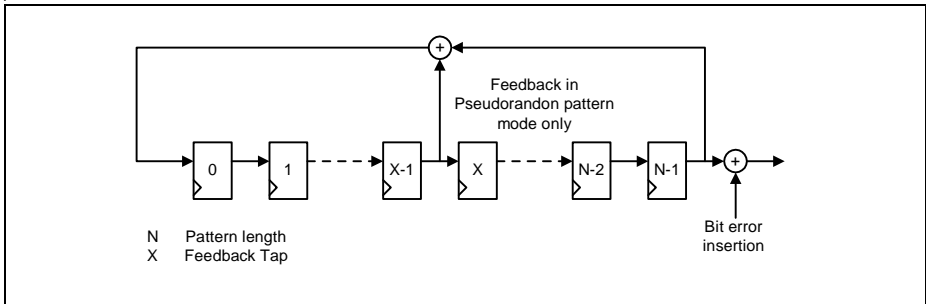 +
Feedback in
Pseudorandon pattern
mode only
0
1
X-1
X
N-2
N-1
+
Bit error
insertion
N Pattern length
X Feedback Tap